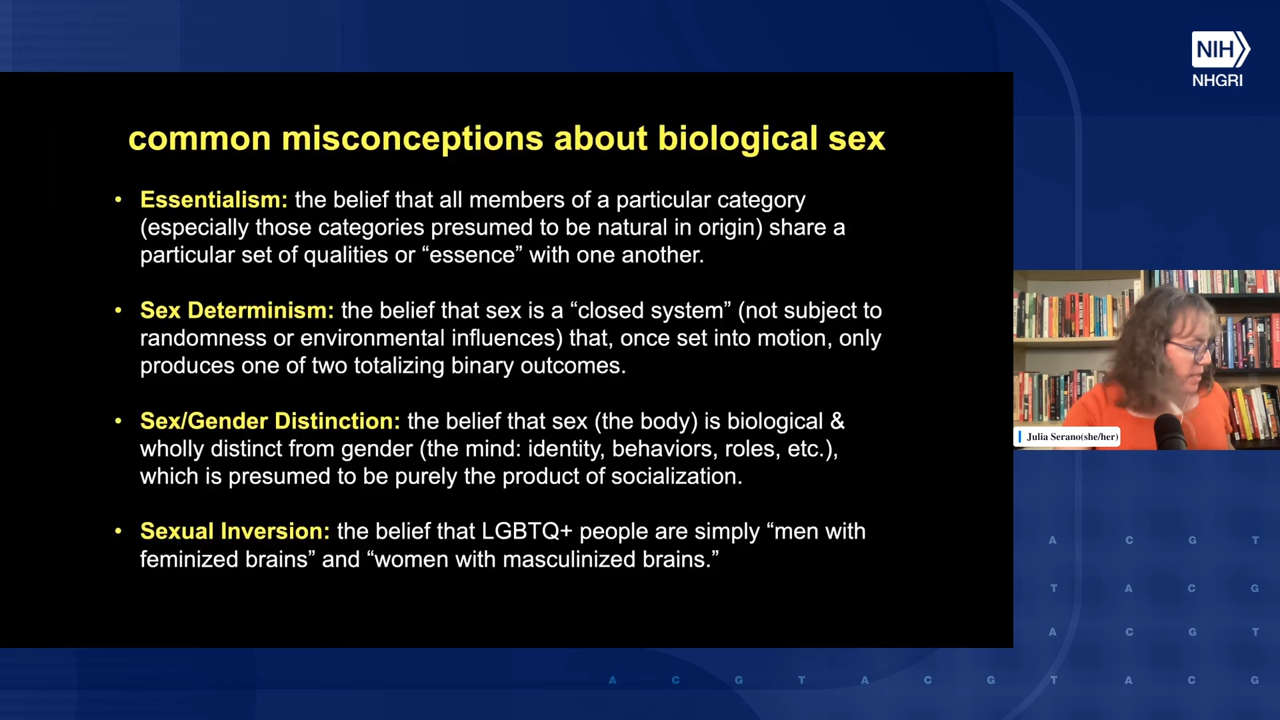 NIH
NHGRI
common misconceptions about biological sex
• Essentialism: the belief that all members of a particular category
(especially those categories presumed to be natural in origin) share a
particular set of qualities or “essence” with one another.
• Sex Determinism: the belief that sex is a “closed system” (not subject to
randomness or environmental influences) that, once set into motion, only
produces one of two totalizing binary outcomes.
• Sex/Gender Distinction: the belief that sex (the body) is biological &
wholly distinct from gender (the mind: identity, behaviors, roles, etc.),
which is presumed to be purely the product of socialization.
• Sexual Inversion: the belief that LGBTQ+ people are simply “men with
feminized brains” and “women with masculinized brains.”
Julia Serano(she/her)
A C G T
T A C G
A C G T
A C G T A C G T A C G